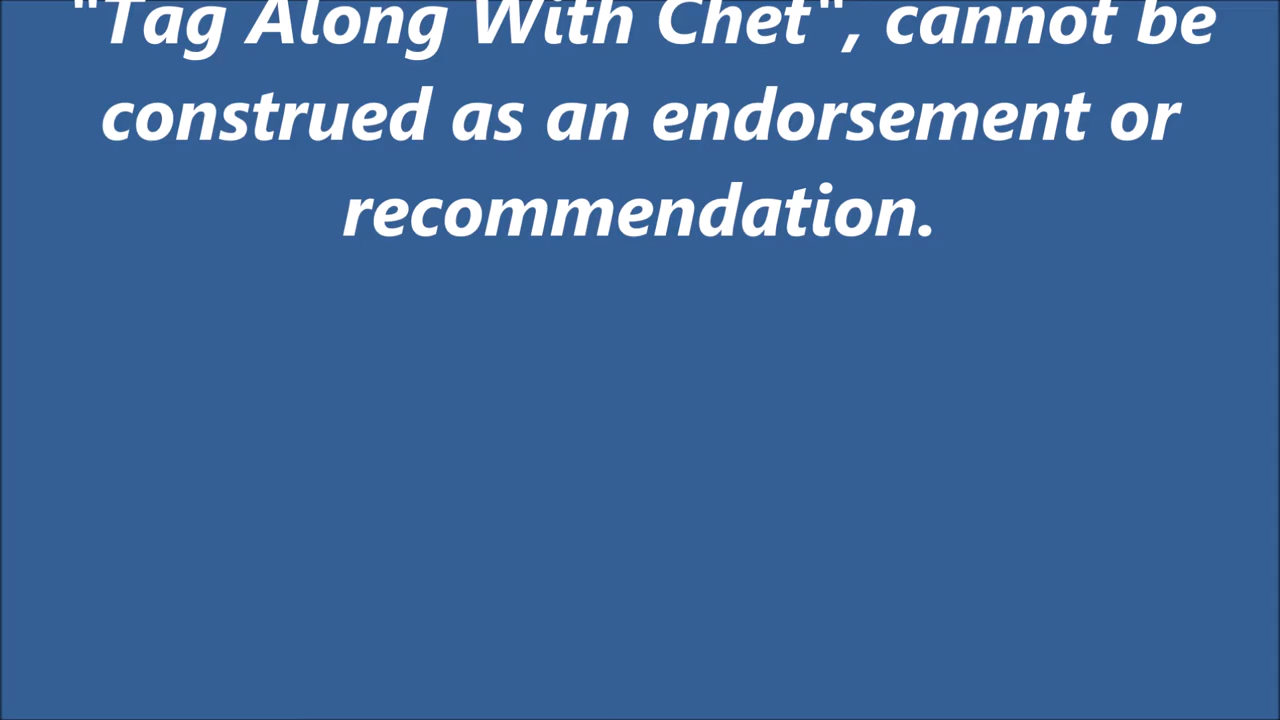 "Tag Along With Chet", cannot be
construed as an endorsement or
recommendation.